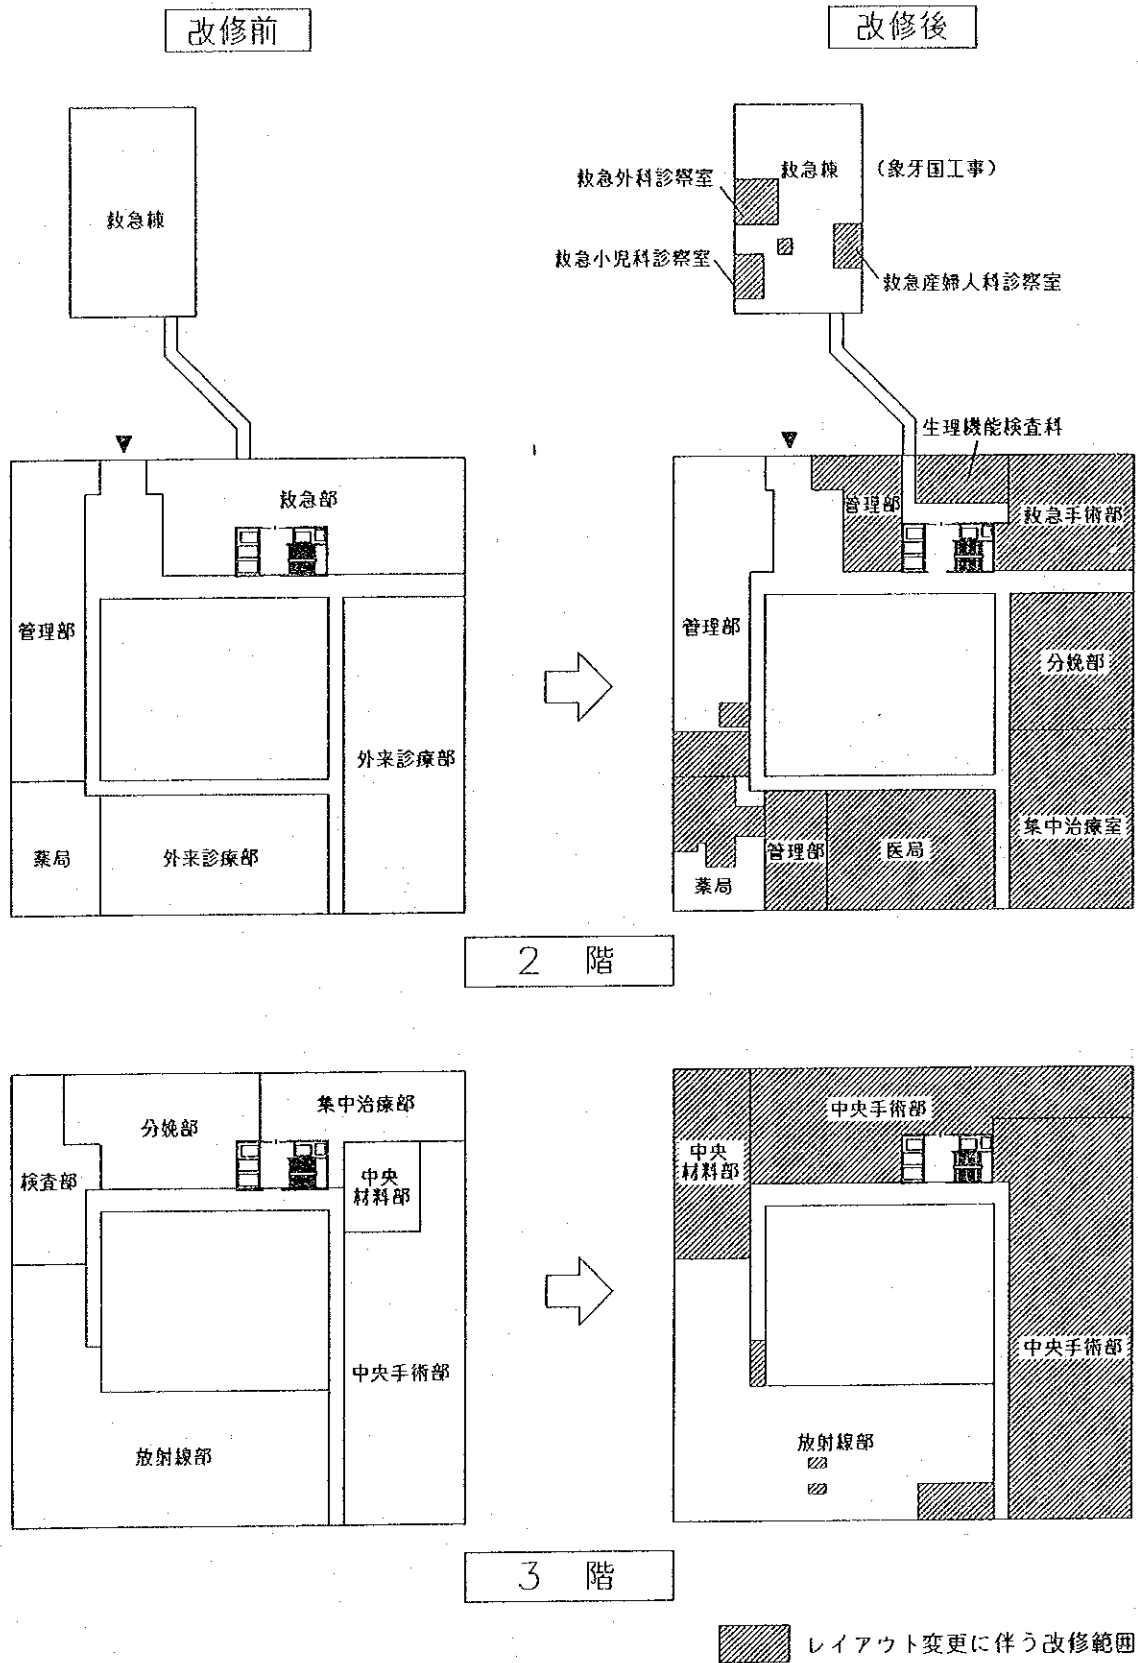 改修前
改修後
救急棟
救急外科診察室
救急棟
(象牙国工事)
救急小児科診察室
救急産婦人科診察室
生理機能検査科
救急部
管理部
救急手術部
管理部
管理部
分娩部
外来診療部
集中治療室
薬局
外来診療部
管理部
医局
薬局
2 階
分娩部
集中治療部
検査部
中央
材料部
中央手術部
放射線部
中央手術部
中央
材料部
中央手術部
放射線部
3 階
レイアウト変更に伴う改修範囲